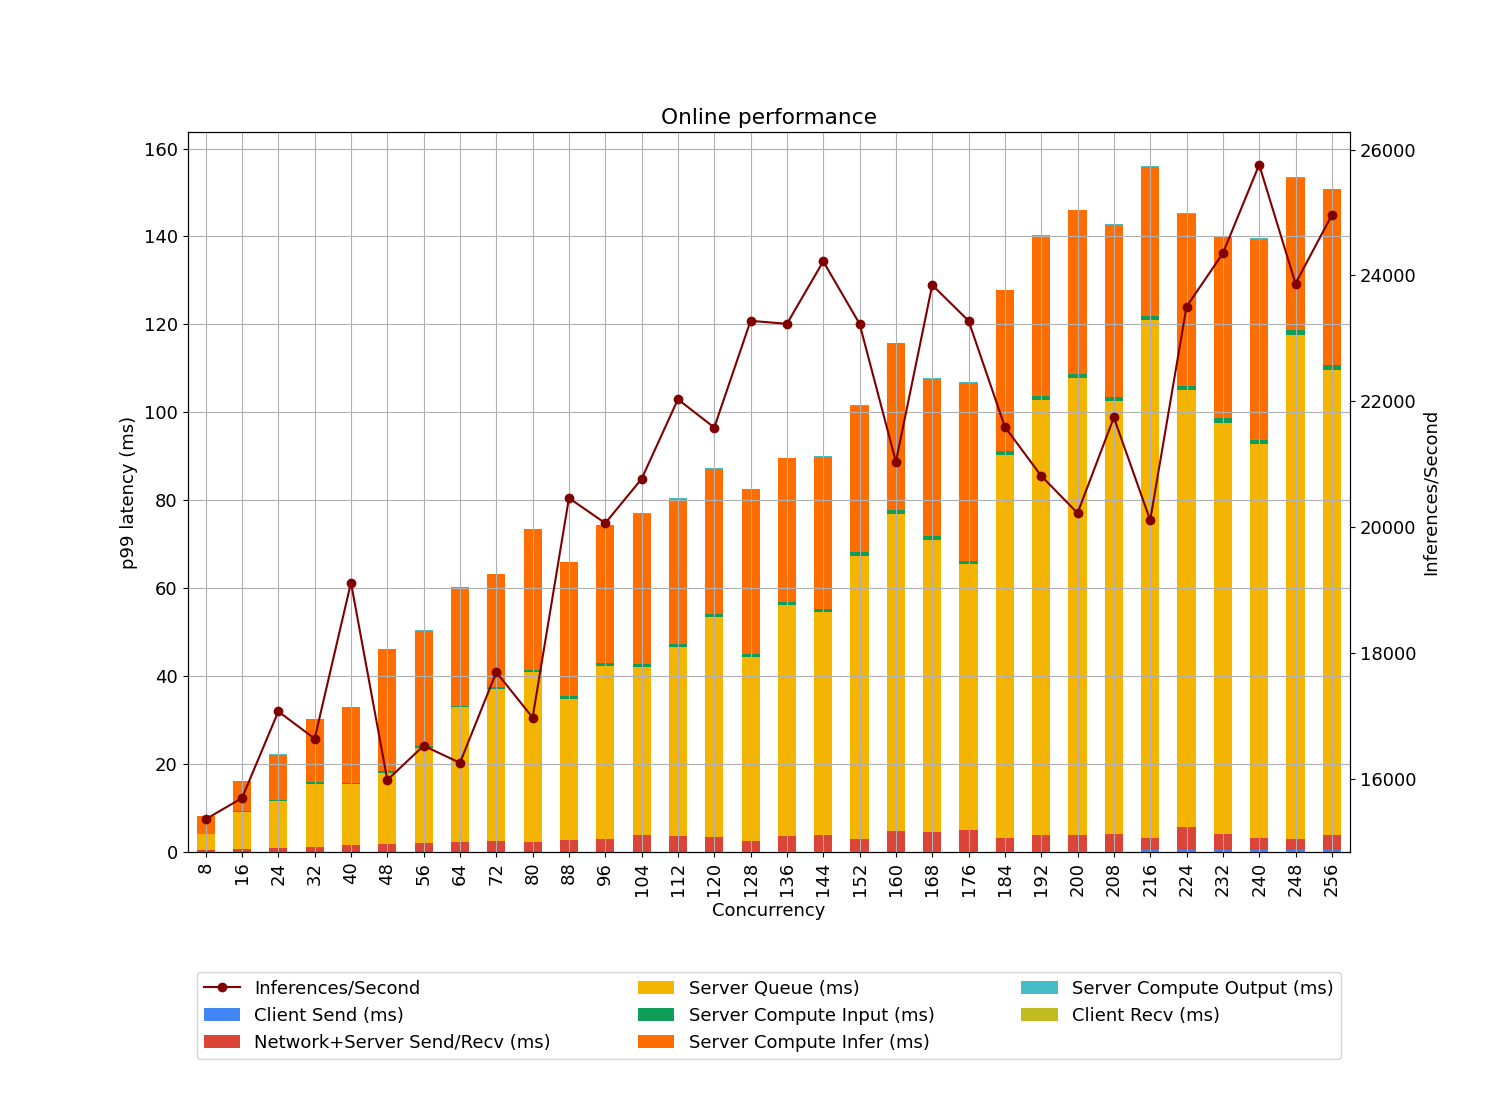 Online performance
160
140
120
100
80
60
40
20
0
p99 latency (ms)
26000
24000
22000
20000
18000
16000
Inferences/Second
8 16 24 32 40 48 56 64 72 80 88 96 104 112 120 128 136 144 152 160 168 176 184 192 200 208 216 224 232 240 248 256
Concurrency
Inferences/Second
Client Send (ms)
Network+Server Send/Recv (ms)
Server Queue (ms)
Server Compute Input (ms)
Server Compute Infer (ms)
Server Compute Output (ms)
Client Recv (ms)